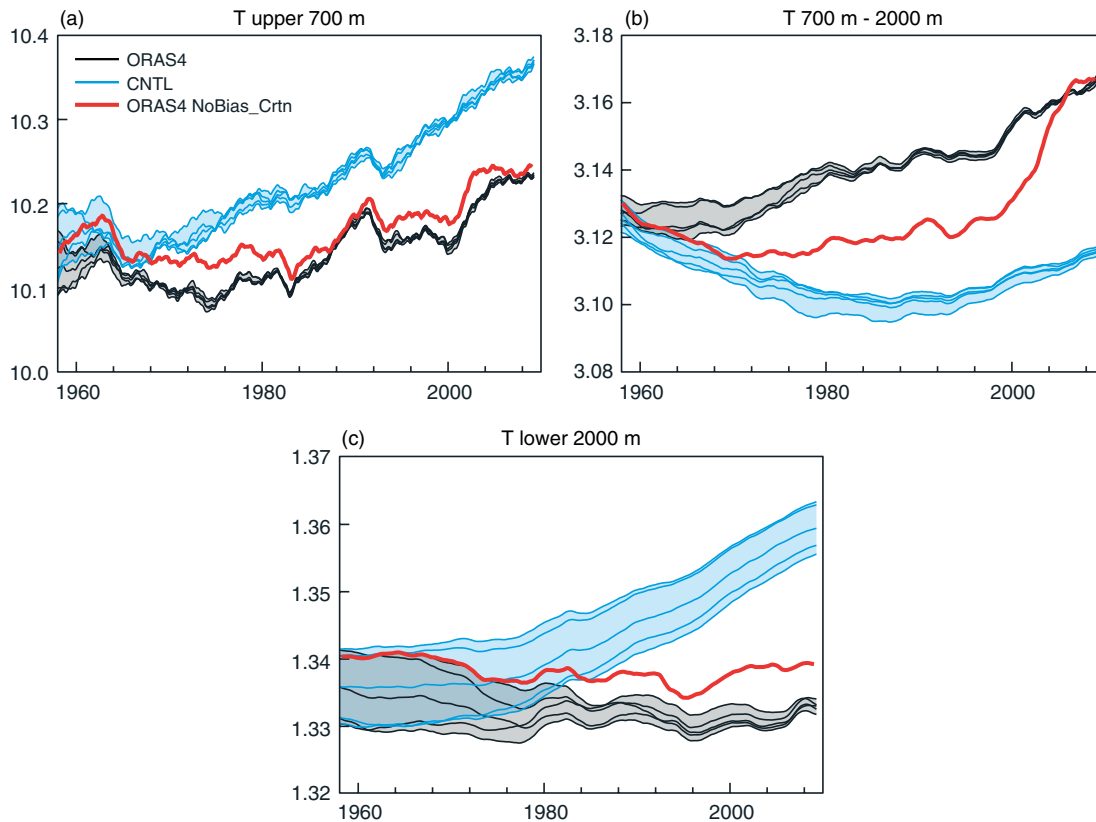 (a) T upper 700 m
10.4
10.3
10.2
10.1
10.0
ORAS4
CNTL
ORAS4 NoBias_Crtn
1960 1980 2000
(b) T 700 m - 2000 m
3.18
3.16
3.14
3.12
3.10
3.08
1960 1980 2000
(c) T lower 2000 m
1.37
1.36
1.35
1.34
1.33
1.32
1960 1980 2000